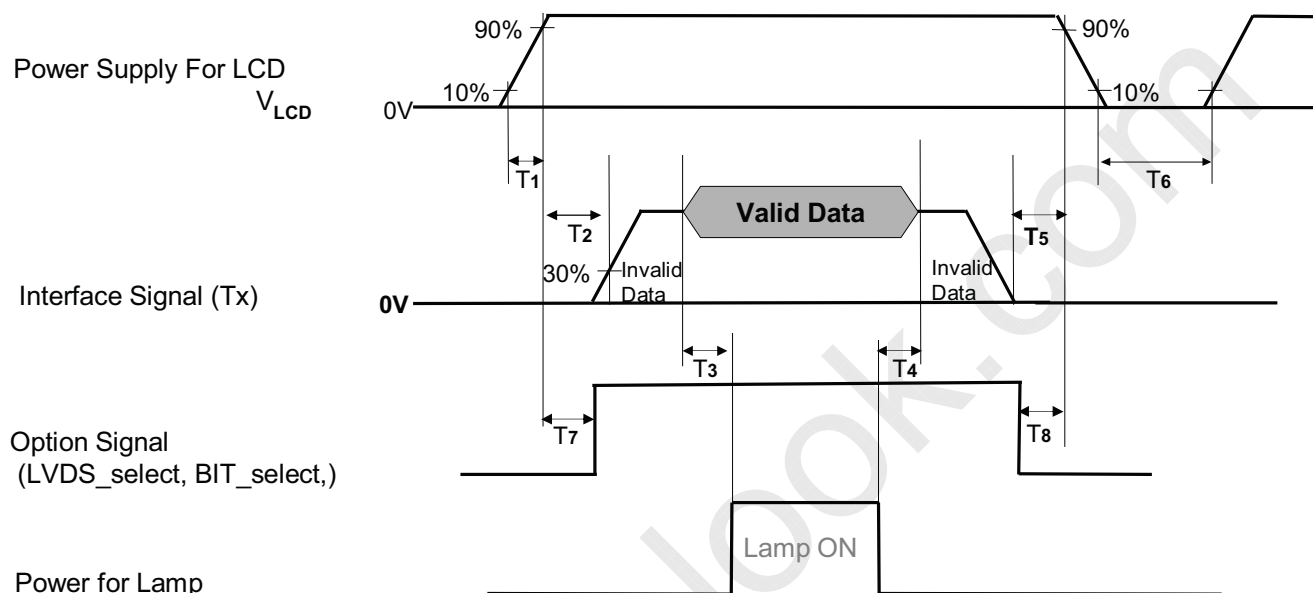 90%
90%
Power Supply For LCD
VLCD
10%
10%
0V
T1
T6
Valid Data
T2
T5
30%
Invalid
Data
Invalid
Data
Interface Signal (Tx)
0V
T3
T4
T7
T8
Option Signal
(LVDS_select, BIT_select,)
Lamp ON
Power for Lamp
look.com